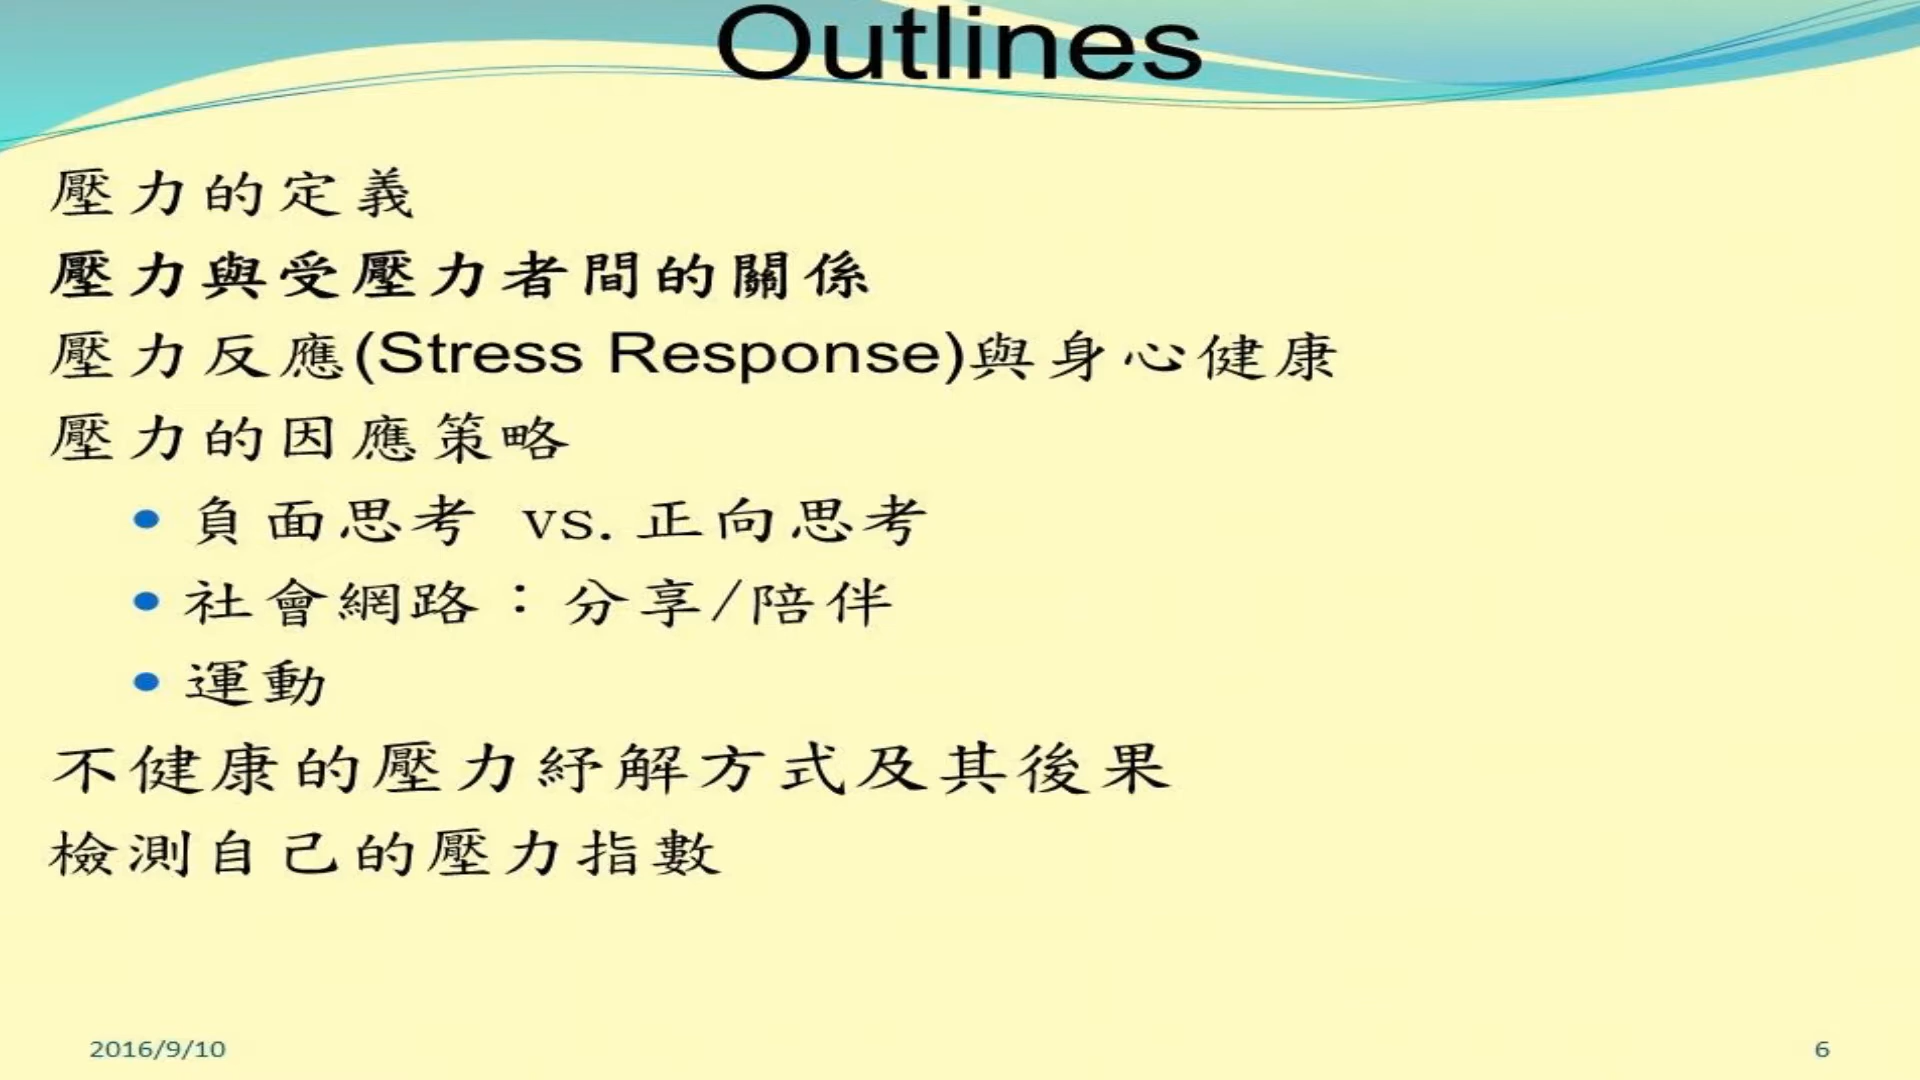 Outlines
壓力的定義
壓力與受壓力者間的關係
壓力反應(Stress Response)與身心健康
壓力的因應策略
• 負面思考 vs.正向思考
• 社會網路：分享/陪伴
• 運動
不健康的壓力紓解方式及其後果
檢測自己的壓力指數
2016/9/10
6